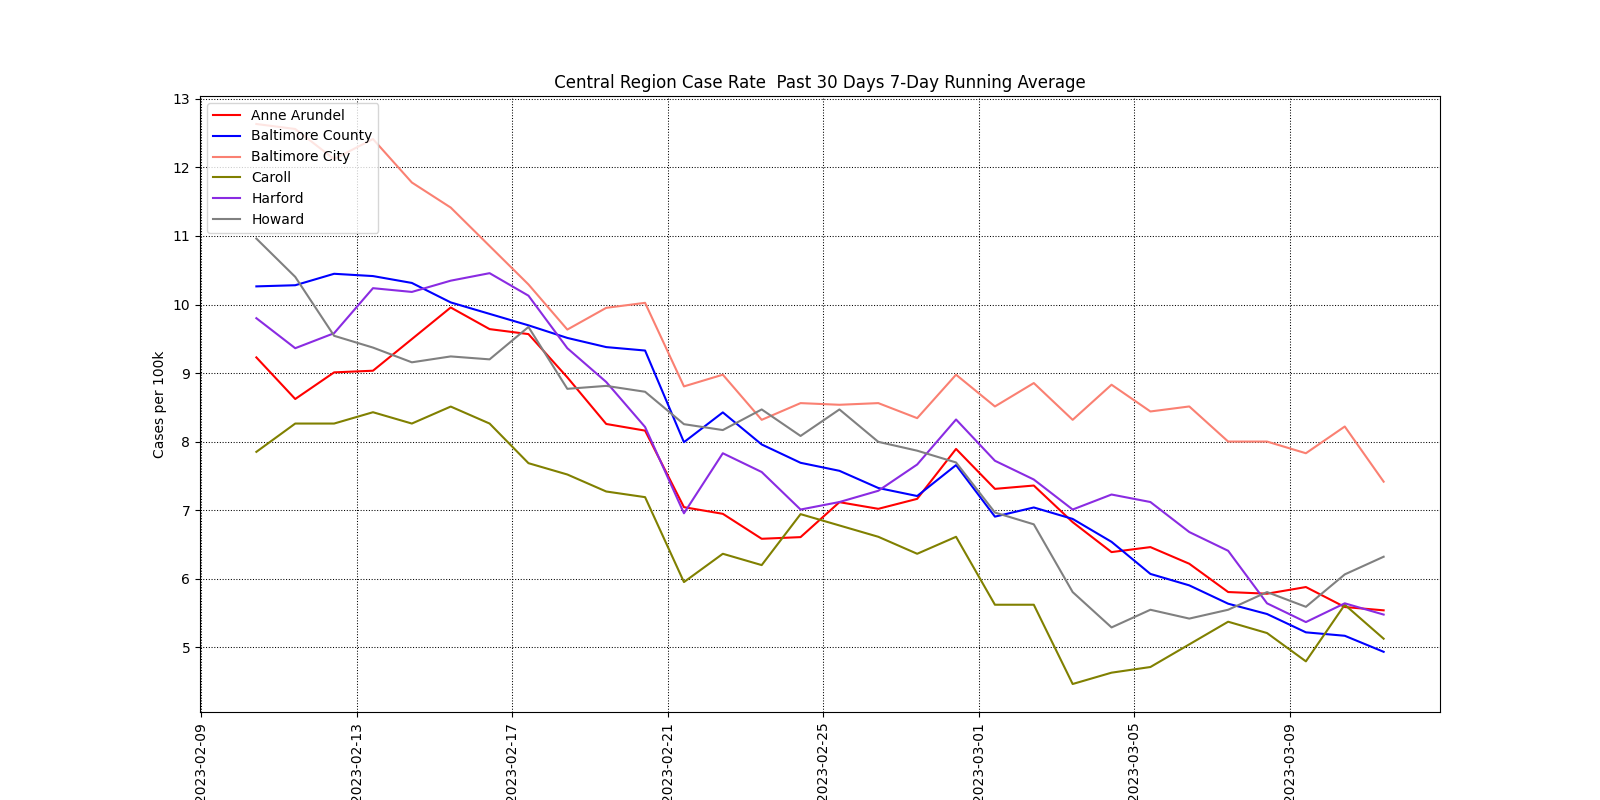 Central Region Case Rate  Past 30 Days 7-Day Running Average
13
12
11
10
9
8
7
6
5
Cases per 100k
Anne Arundel
Baltimore County
Baltimore City
Caroll
Harford
Howard
2023-02-09
2023-02-13
2023-02-17
2023-02-21
2023-02-25
2023-03-01
2023-03-05
2023-03-09